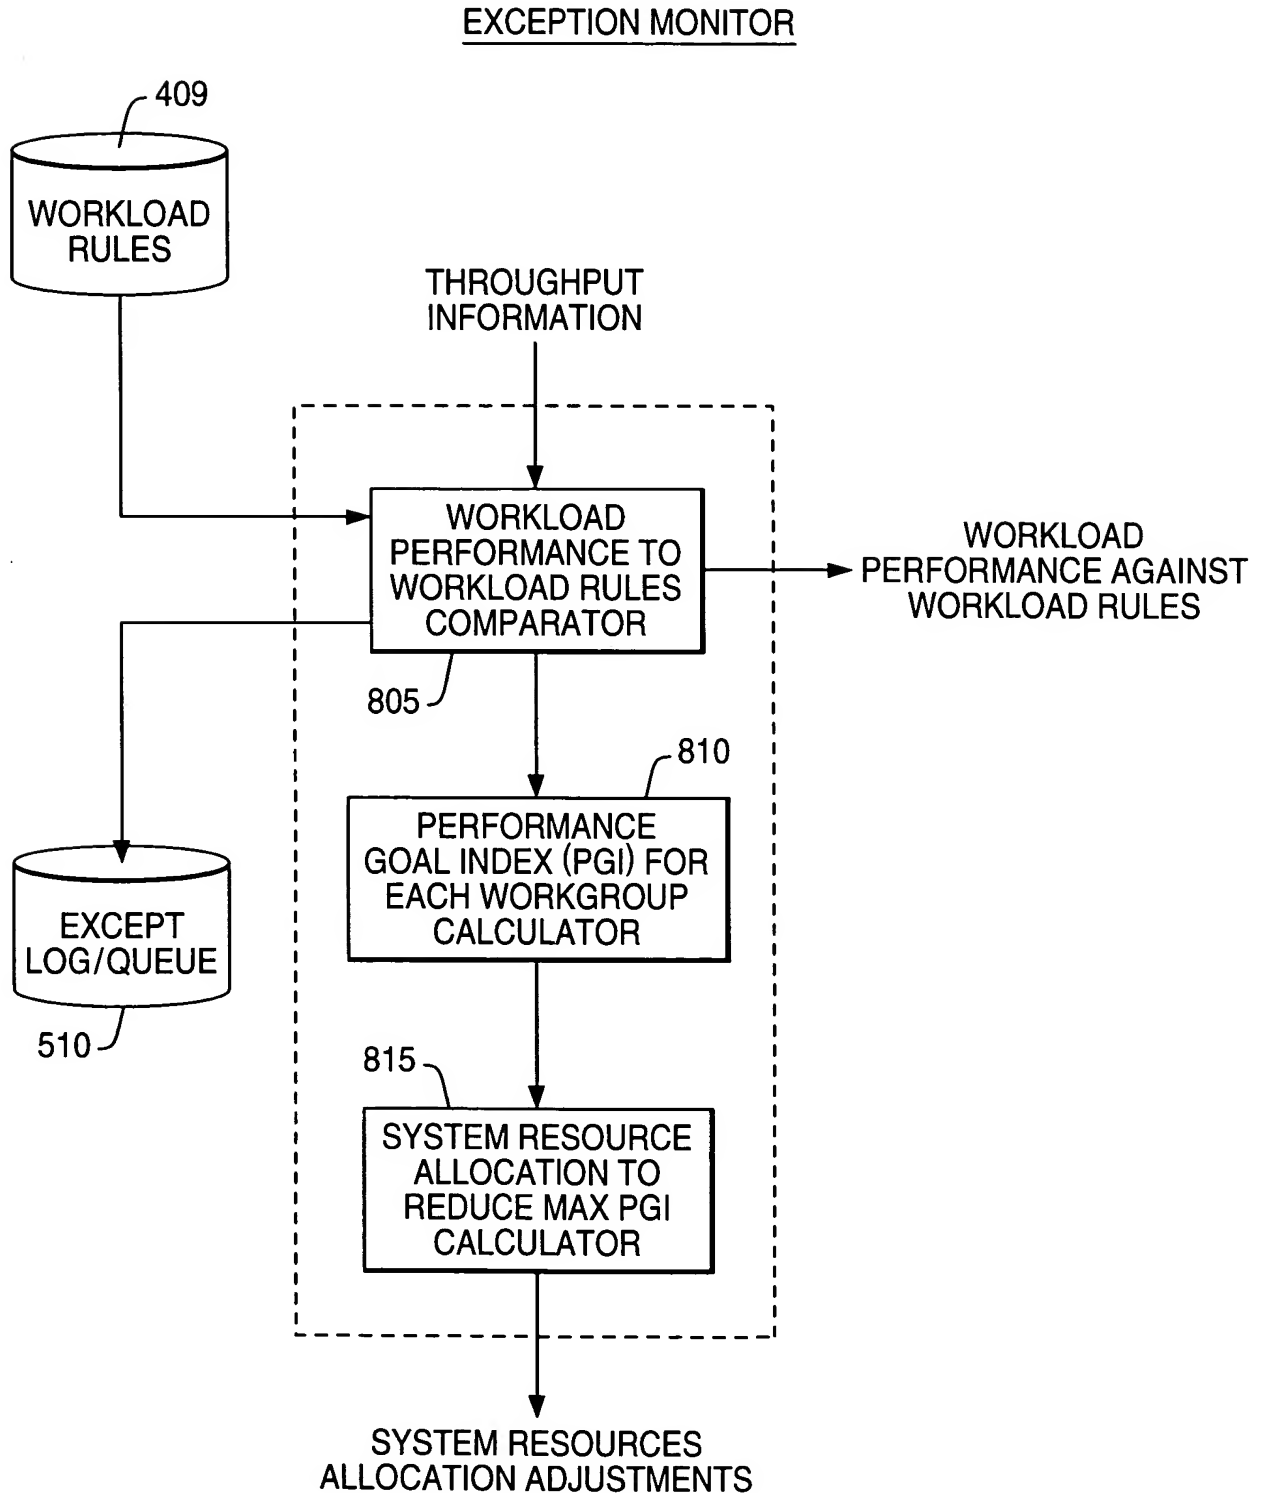 EXCEPTION MONITOR
409
WORKLOAD
RULES
THROUGHPUT
INFORMATION
WORKLOAD
PERFORMANCE TO
WORKLOAD RULES
COMPARATOR
805
WORKLOAD
PERFORMANCE AGAINST
WORKLOAD RULES
810
PERFORMANCE
GOAL INDEX (PGI) FOR
EACH WORKGROUP
CALCULATOR
EXCEPT
LOG/QUEUE
510
815
SYSTEM RESOURCE
ALLOCATION TO
REDUCE MAX PGI
CALCULATOR
SYSTEM RESOURCES
ALLOCATION ADJUSTMENTS